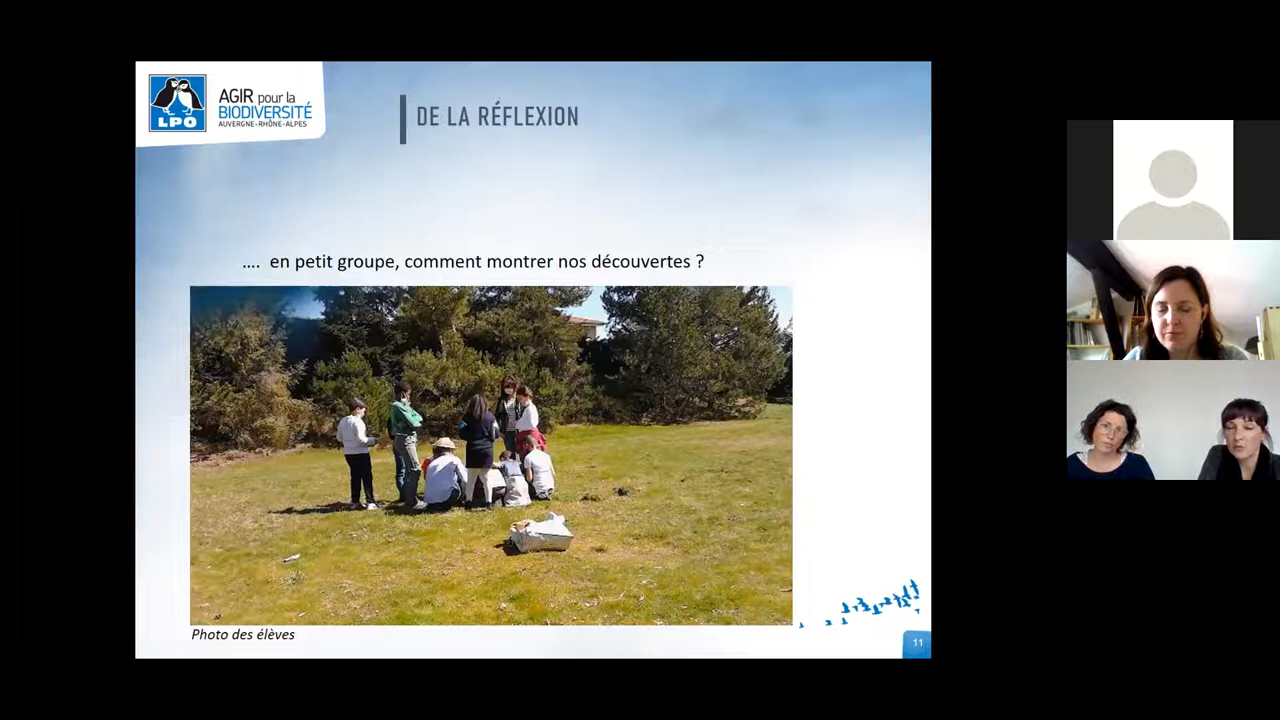 LPO
AGIR pour la
BIODIVERSITÉ
AUVERGNE-RHÔNE-ALPES
DE LA RÉFLEXION
.... en petit groupe, comment montrer nos découvertes ?
Photo des élèves
11